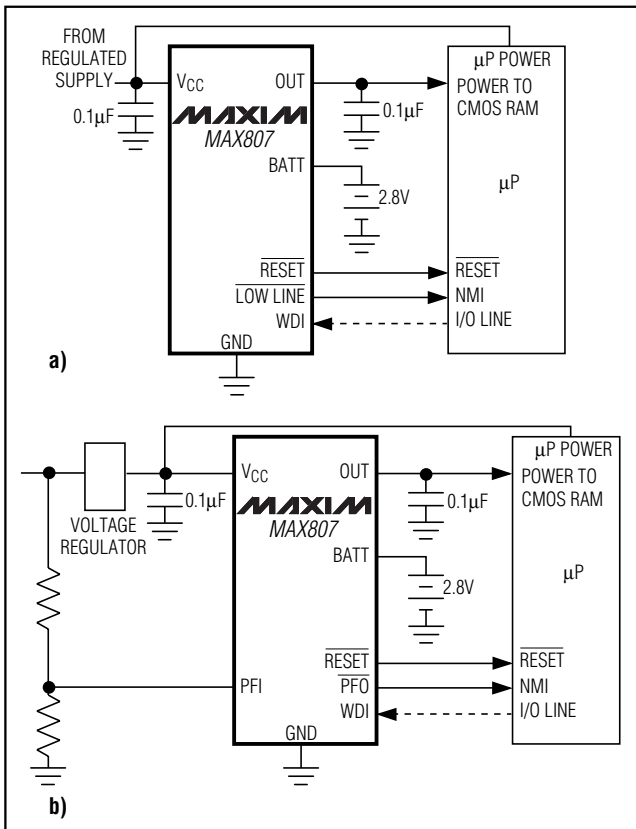 FROM
REGULATED
SUPPLY
0.1µF
VCC
OUT
MAXIM
MAX807
BATT
RESET
LOW LINE
WDI
GND
0.1µF
2.8V
µP POWER
POWER TO
CMOS RAM
µP
RESET
NMI
I/O LINE
a)
VOLTAGE
REGULATOR
0.1µF
VCC
OUT
MAXIM
MAX807
BATT
PFI
RESET
PFO
WDI
GND
0.1µF
2.8V
µP POWER
POWER TO
CMOS RAM
µP
RESET
NMI
I/O LINE
b)